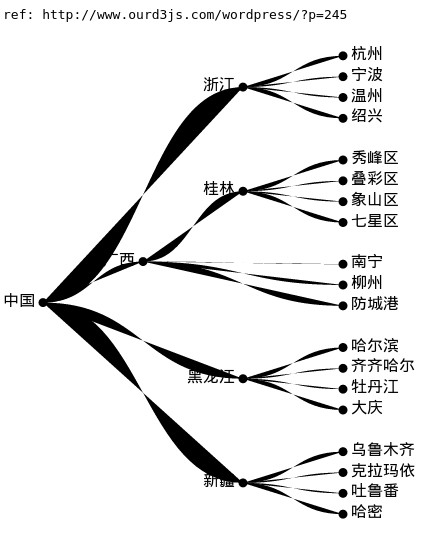 ref: http://www.ourd3js.com/wordpress/?p=245
杭州
浙江
宁波
温州
绍兴
秀峰区
叠彩区
桂林
象山区
七星区
广西
南宁
柳州
中国
防城港
哈尔滨
齐齐哈尔
黑龙江
牡丹江
大庆
乌鲁木齐
克拉玛依
新疆
吐鲁番
哈密